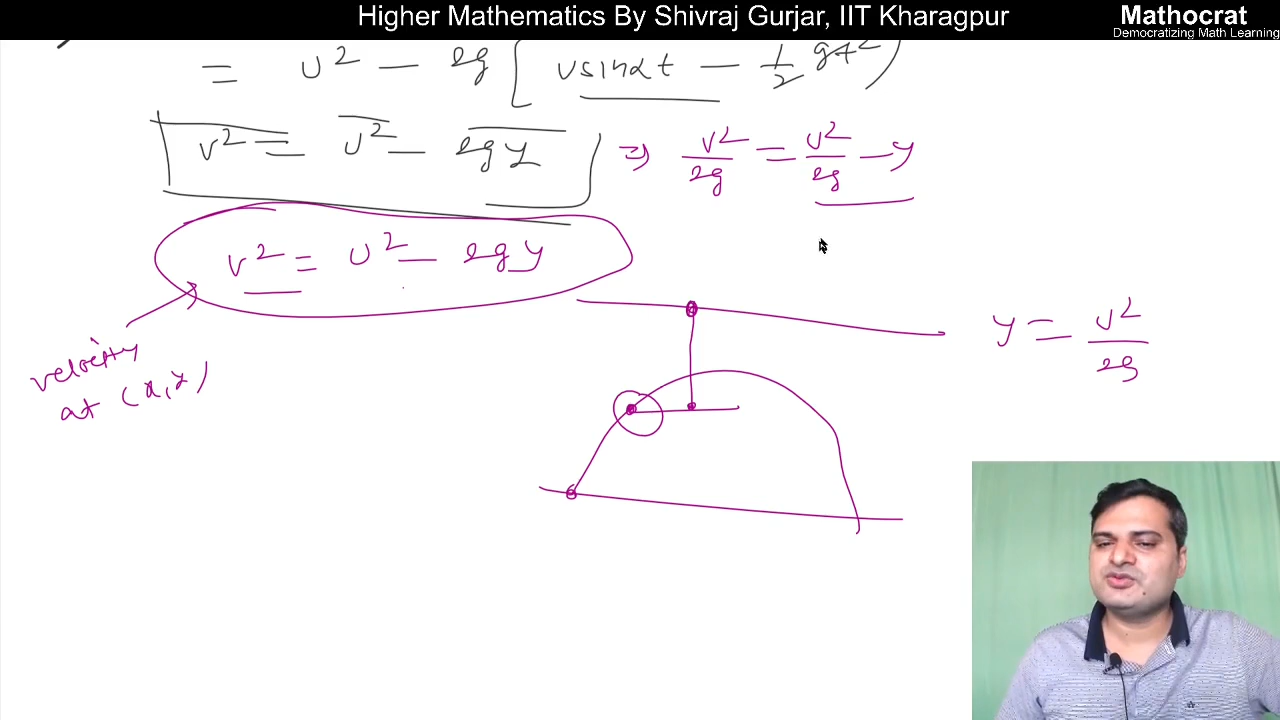 Higher Mathematics By Shivraj Gurjar, IIT Kharagpur
Mathocrat
Democratizing Math Learning
= u² - 2g [ u sinαt - 1/2 gt² )
v² = u² - 2gy ⇒ v²/2g = u²/2g - y
v² = u² - 2gy
y = u²/2g
velocity
at (x, y)